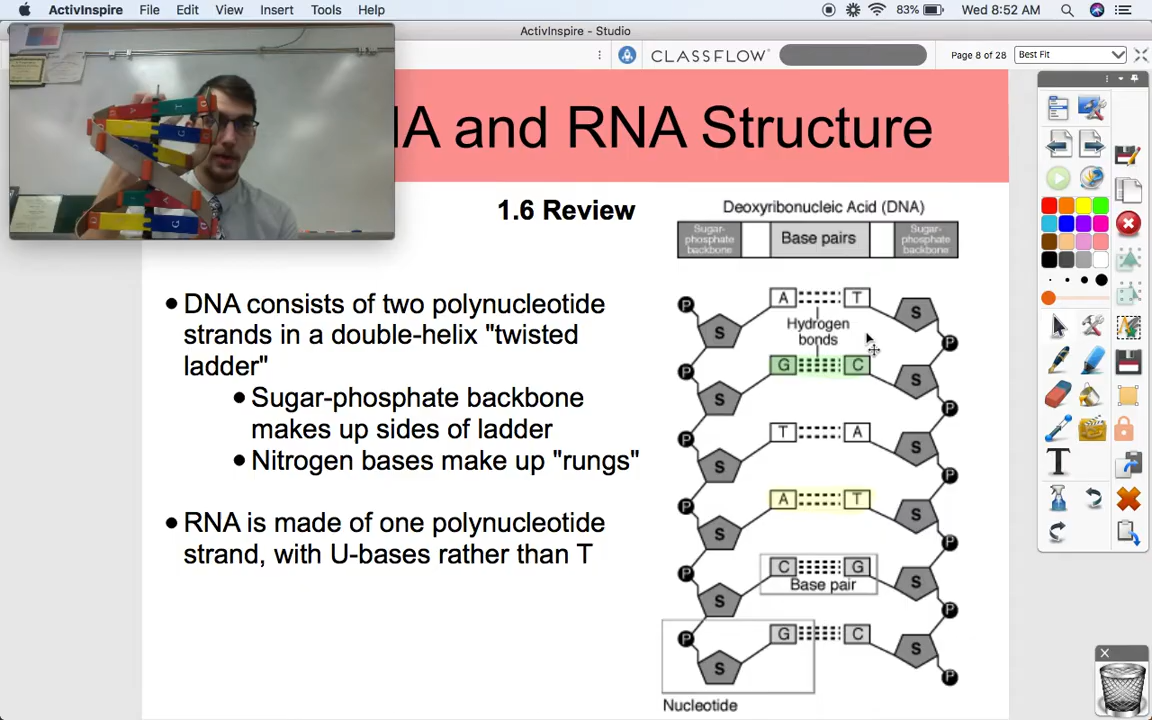 ActivInspire File Edit View Insert Tools Help 83% Wed 8:52 AM
ActivInspire - Studio
CLASSFLOW Page 8 of 28 Best Fit
A and RNA Structure
1.6 Review
DNA consists of two polynucleotide
strands in a double-helix "twisted
ladder"
Sugar-phosphate backbone
makes up sides of ladder
Nitrogen bases make up "rungs"
RNA is made of one polynucleotide
strand, with U-bases rather than T
Deoxyribonucleic Acid (DNA)
Sugar-
phosphate
backbone
Base pairs
Sugar-
phosphate
backbone
P A T S
S P
Hydrogen
bonds
P G C S
S P
P T A S
S P
P A T S
S P
P C G S
Base pair
S P
P G C S
S P
Nucleotide
T